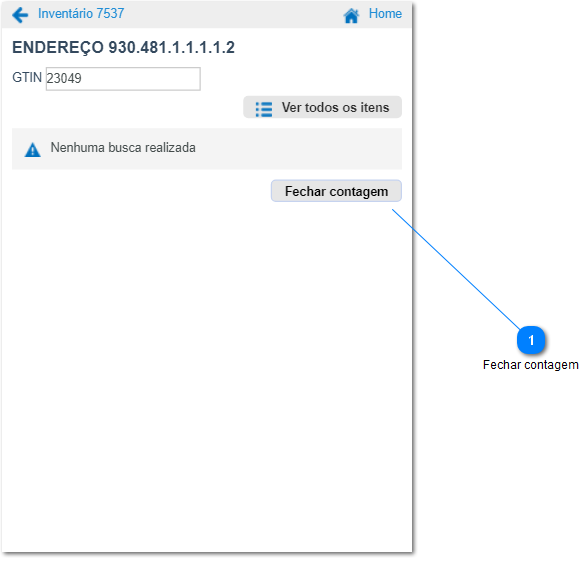 Inventário 7537 Home
ENDEREÇO 930.481.1.1.1.1.2
GTIN 23049
Ver todos os itens
Nenhuma busca realizada
Fechar contagem
1
Fechar contagem